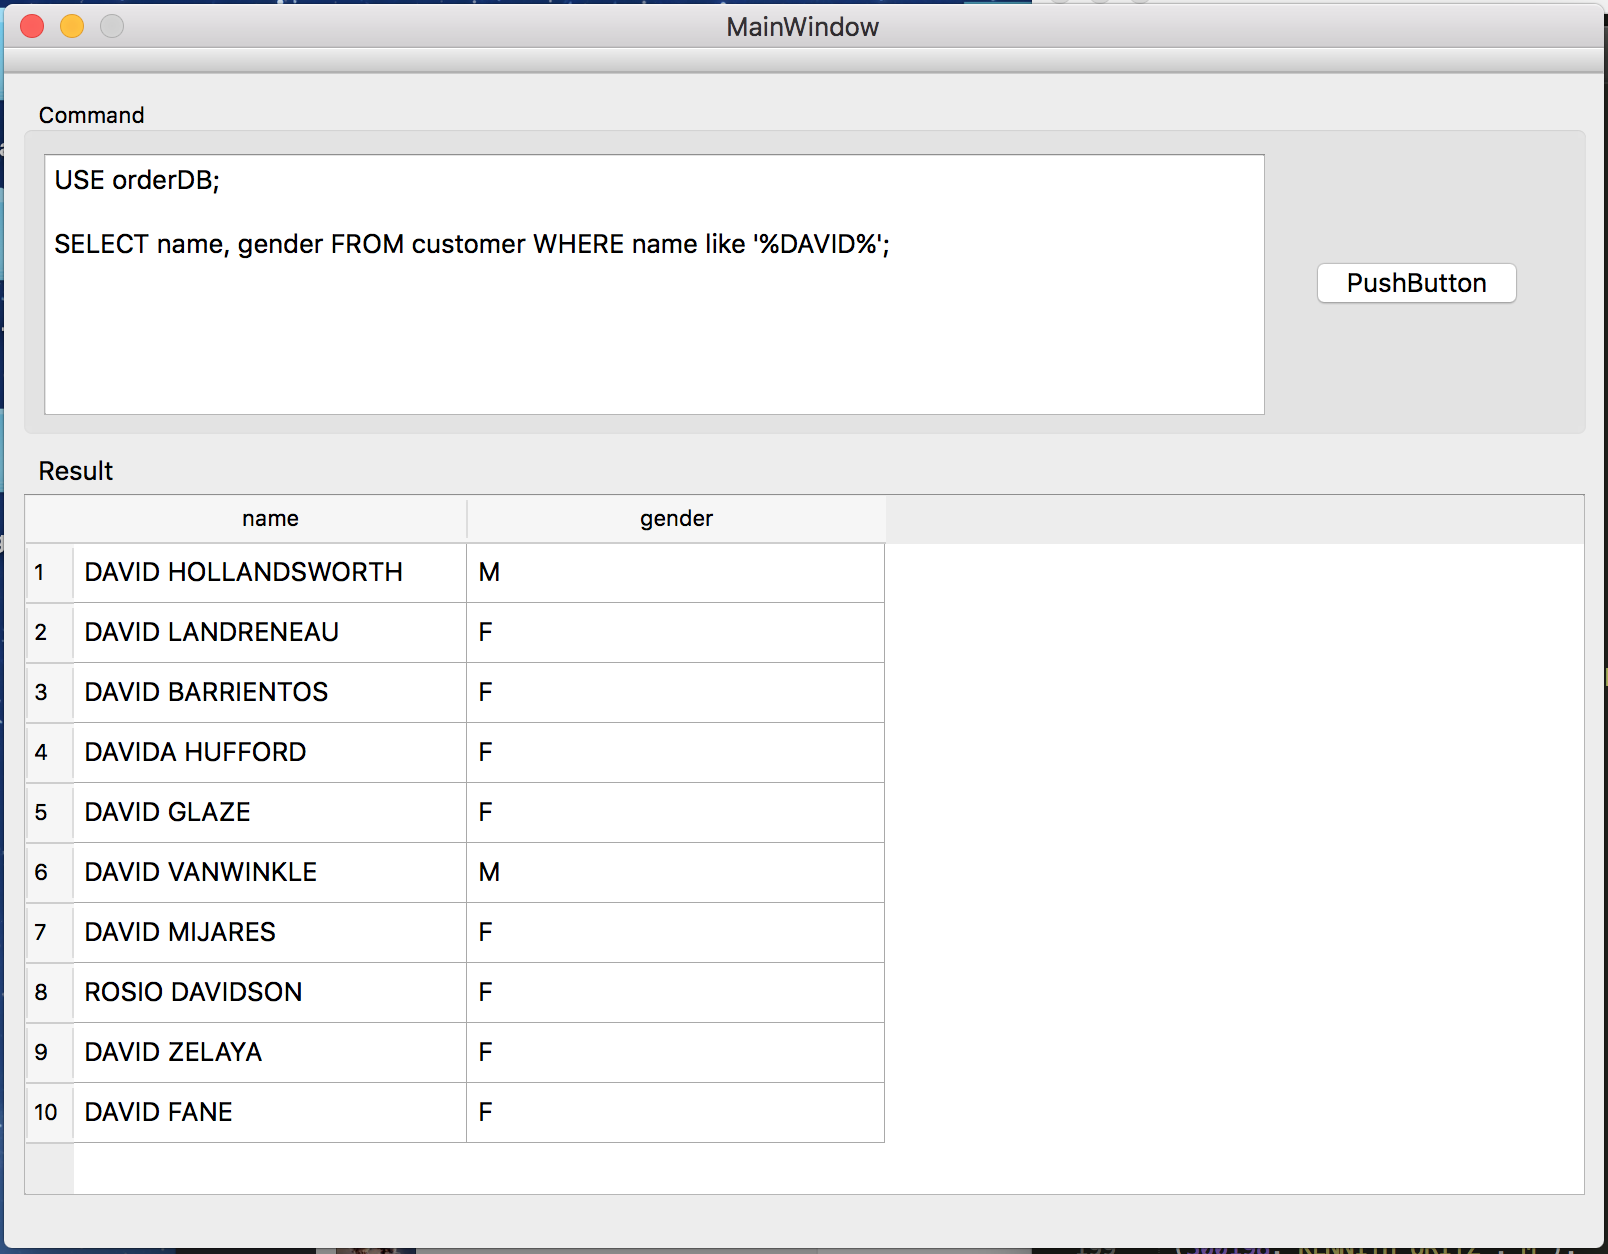 MainWindow
Command
USE orderDB;
SELECT name, gender FROM customer WHERE name like '%DAVID%';
PushButton
Result
name gender
1 DAVID HOLLANDSWORTH M
2 DAVID LANDRENEAU F
3 DAVID BARRIENTOS F
4 DAVIDA HUFFORD F
5 DAVID GLAZE F
6 DAVID VANWINKLE M
7 DAVID MIJARES F
8 ROSIO DAVIDSON F
9 DAVID ZELAYA F
10 DAVID FANE F